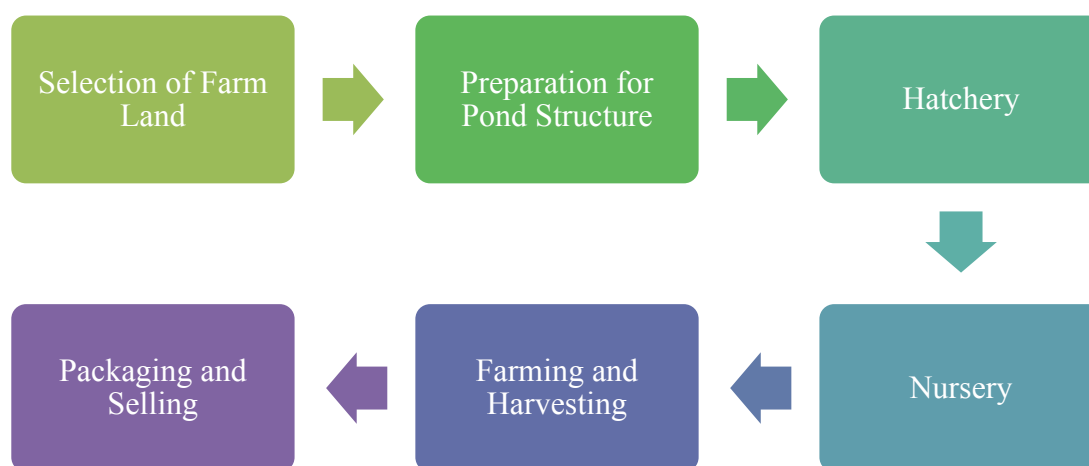 Selection of Farm
Land
Preparation for
Pond Structure
Hatchery
Nursery
Farming and
Harvesting
Packaging and
Selling